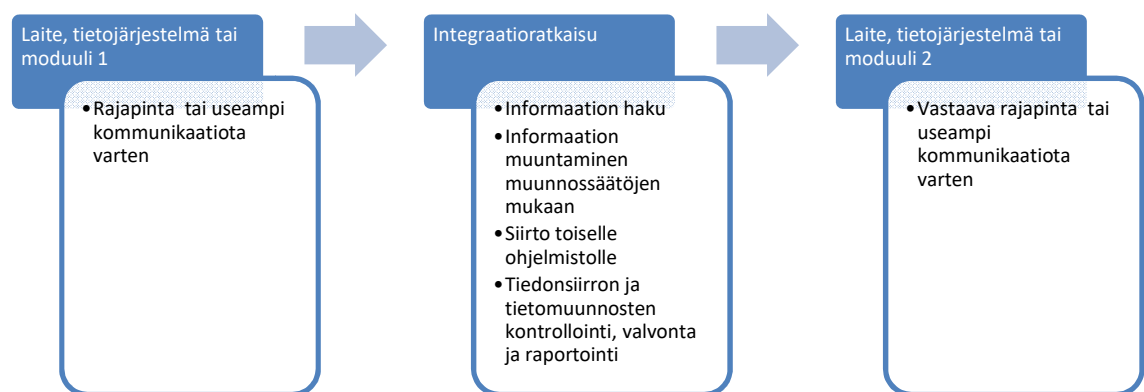 Laite, tietojärjestelmä tai
moduuli 1
•Rajapinta tai useampi
kommunikaatiota
varten
Integraatioratkaisu
•Informaation haku
•Informaation
muuntaminen
muunnossäätöjen
mukaan
•Siirto toiselle
ohjelmistolle
•Tiedonsiirron ja
tietomuunnosten
kontrollointi, valvonta
ja raportointi
Laite, tietojärjestelmä tai
moduuli 2
•Vastaava rajapinta tai
useampi
kommunikaatiota
varten